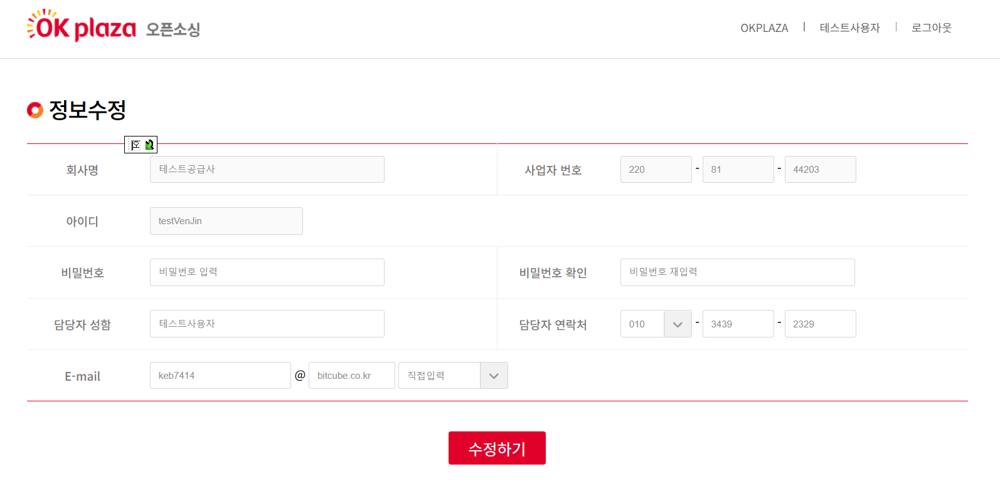 OK plaza 오픈소싱
OKPLAZA | 테스트사용자 | 로그아웃
정보수정
회사명 테스트공급사 사업자 번호 220 - 81 - 44203
아이디 testVenJin
비밀번호 비밀번호 입력 비밀번호 확인 비밀번호 재입력
담당자 성함 테스트사용자 담당자 연락처 010 - 3439 - 2329
E-mail keb7414 @ bitcube.co.kr 직접입력
수정하기